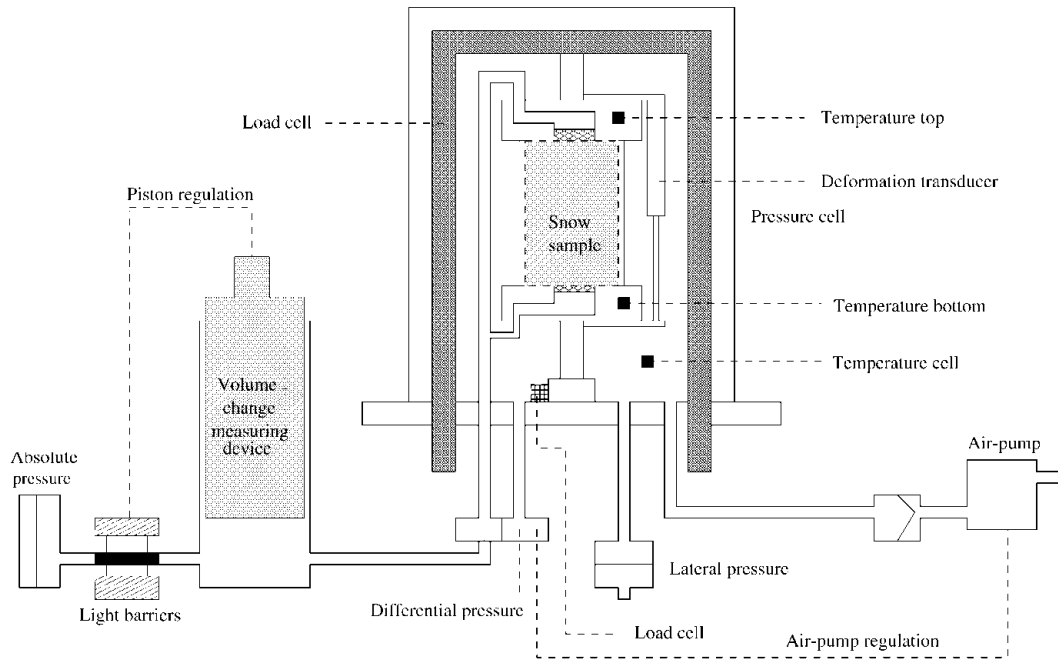 Load cell
Temperature top
Deformation transducer
Piston regulation
Pressure cell
Snow
sample
Temperature bottom
Temperature cell
Volume
change
measuring
device
Absolute
pressure
Air-pump
Lateral pressure
Light barriers
Differential pressure
Load cell
Air-pump regulation